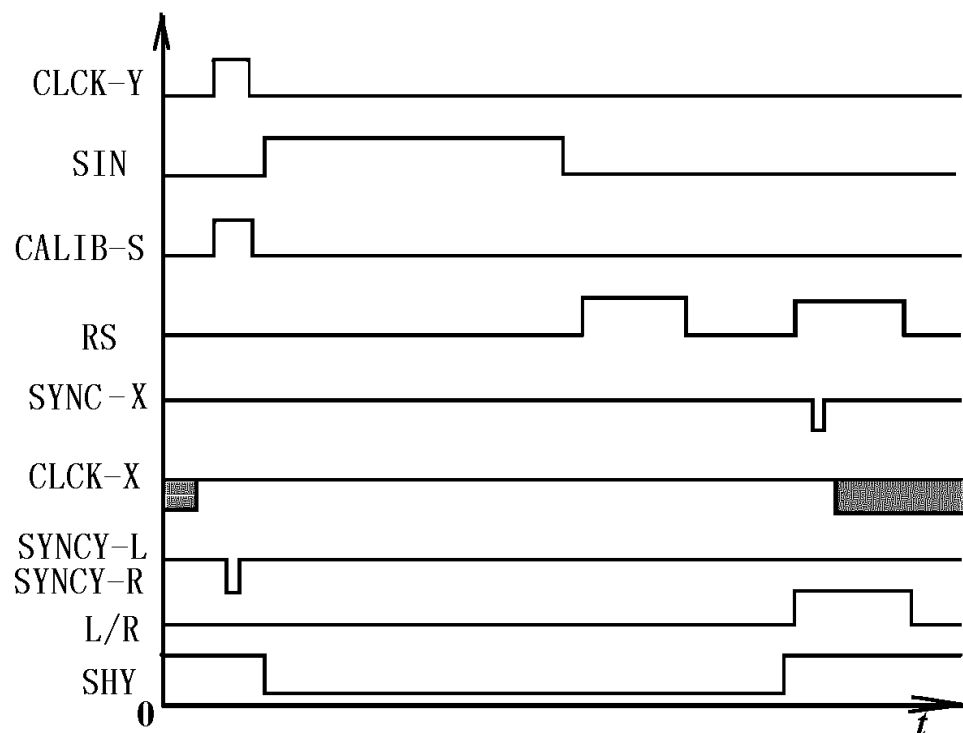 CLCK-Y
SIN
CALIB-S
RS
SYNC-X
CLCK-X
SYNCY-L
SYNCY-R
L/R
SHY
0
t